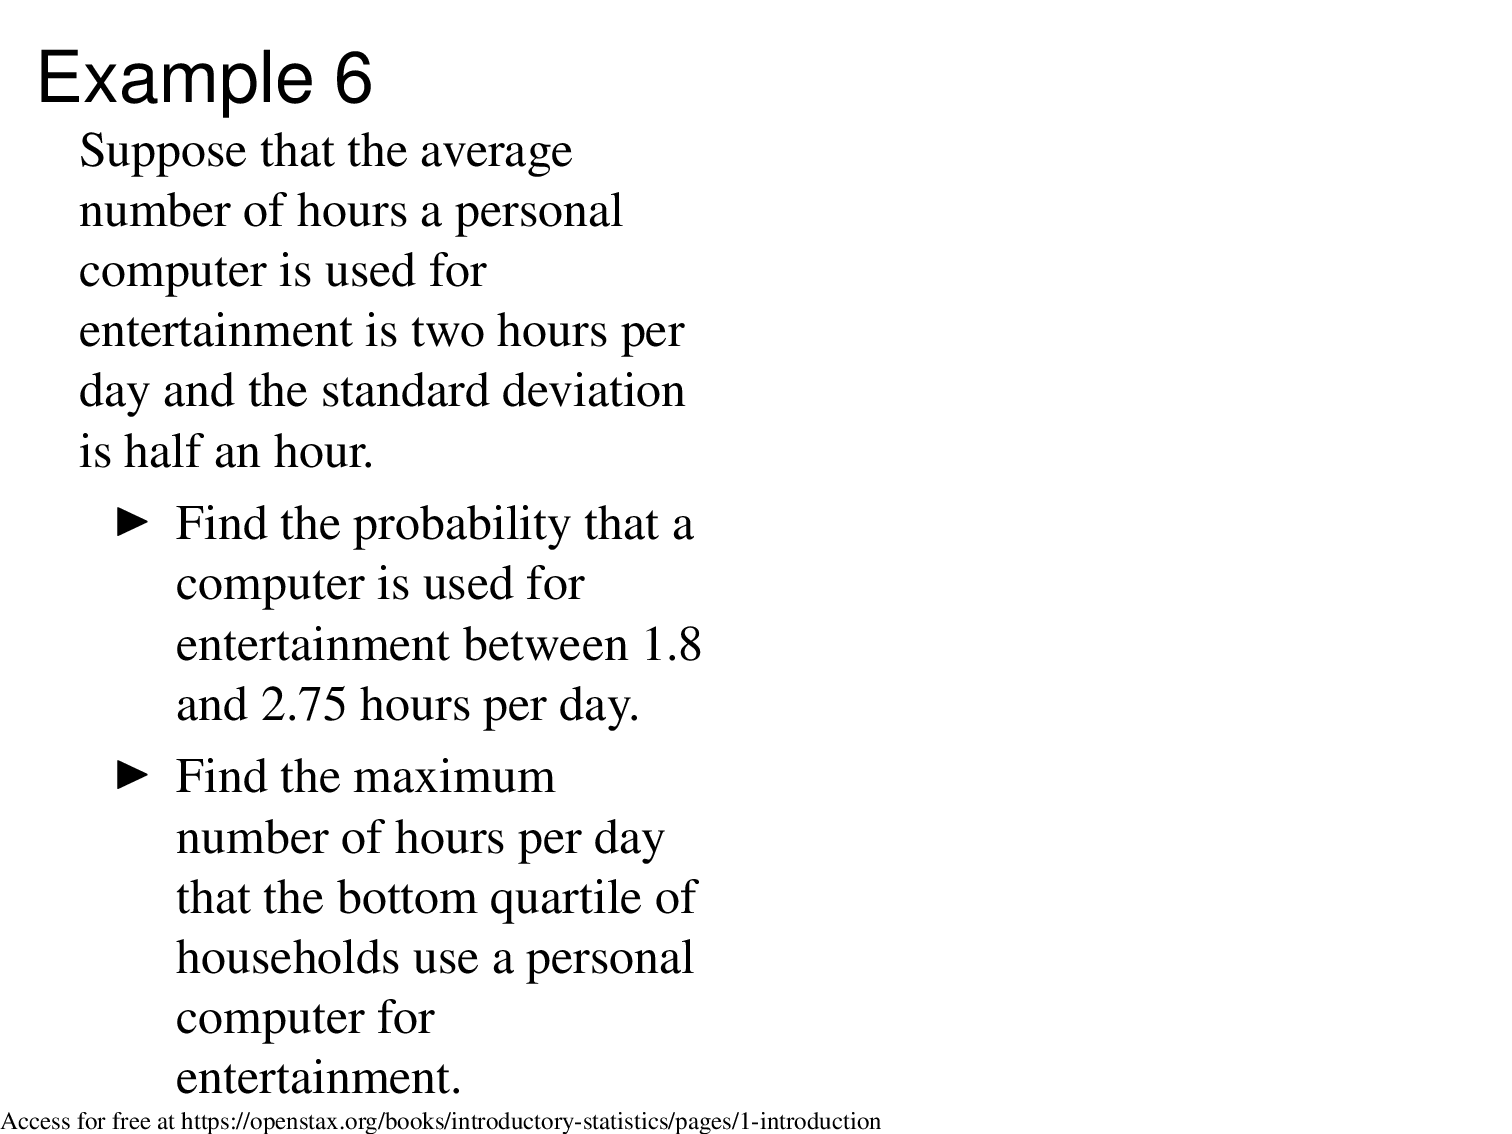 Example 6
Suppose that the average
number of hours a personal
computer is used for
entertainment is two hours per
day and the standard deviation
is half an hour.
▶ Find the probability that a
computer is used for
entertainment between 1.8
and 2.75 hours per day.
▶ Find the maximum
number of hours per day
that the bottom quartile of
households use a personal
computer for
entertainment.
Access for free at https://openstax.org/books/introductory-statistics/pages/1-introduction